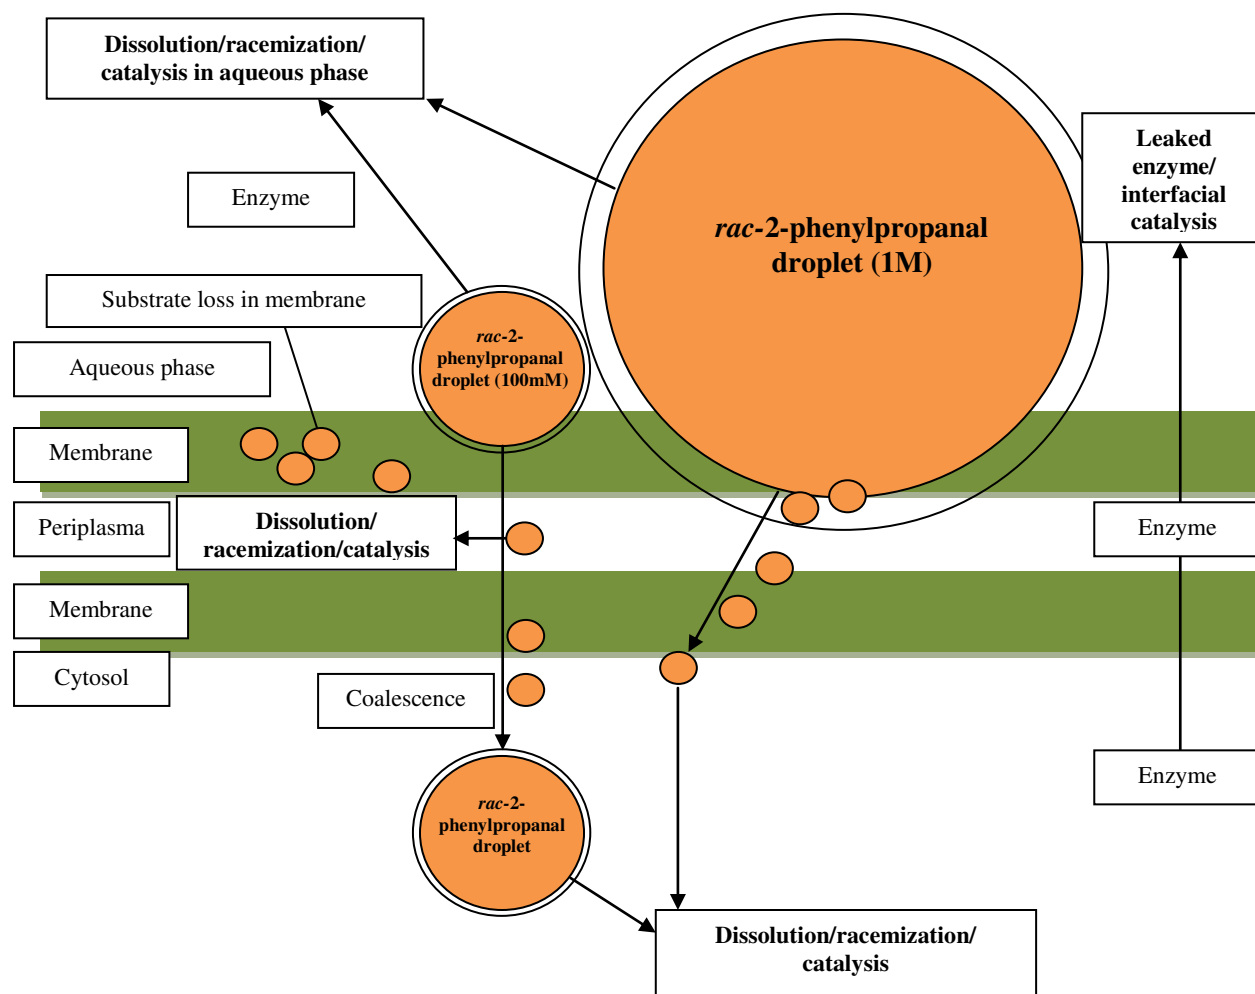 Dissolution/racemization/
catalysis in aqueous phase
Enzyme
Substrate loss in membrane
Aqueous phase
rac-2-
phenylpropanal
droplet (100mM)
rac-2-phenylpropanal
droplet (1M)
Leaked
enzyme/
interfacial
catalysis
Membrane
Periplasma
Dissolution/
racemization/catalysis
Enzyme
Membrane
Cytosol
Coalescence
Enzyme
rac-2-
phenylpropanal
droplet
Dissolution/racemization/
catalysis